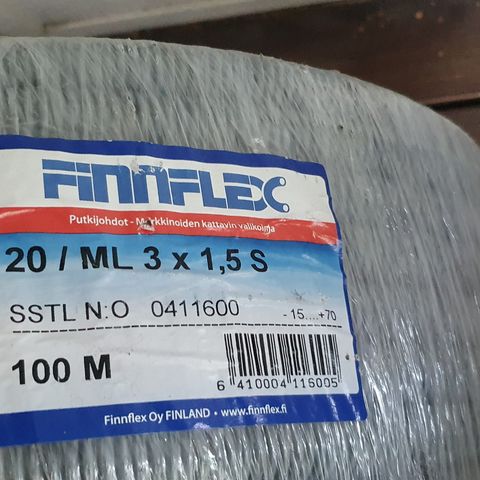 FINNFLEX
Putkijohdot - Markkinoiden kattavin valikoima
20 / ML 3 x 1,5 S
SSTL N:O 0411600 - 15....+70
100 M
6 410004 116005
Finnflex Oy FINLAND • www.finnflex.fi